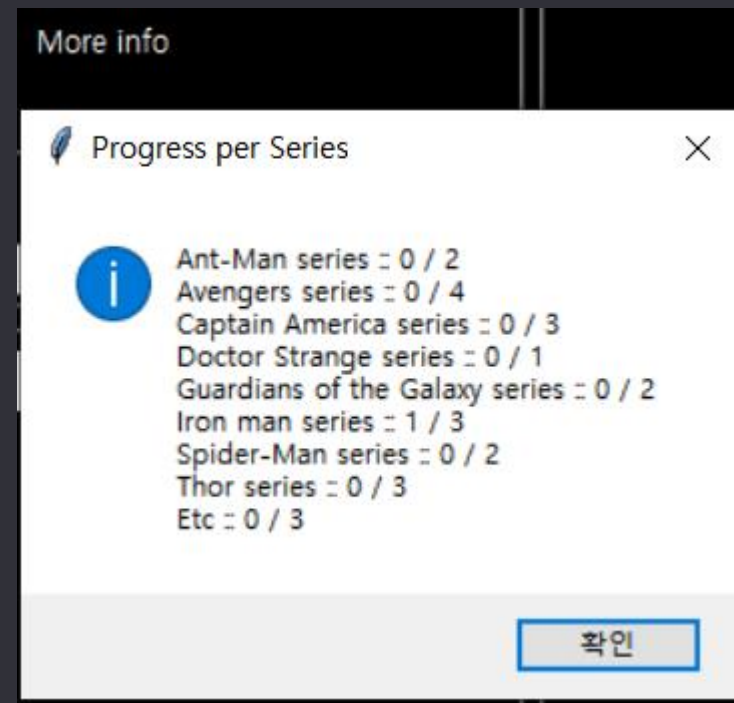 More info
Progress per Series
Ant-Man series :: 0 / 2
Avengers series :: 0 / 4
Captain America series :: 0 / 3
Doctor Strange series :: 0 / 1
Guardians of the Galaxy series :: 0 / 2
Iron man series :: 1 / 3
Spider-Man series :: 0 / 2
Thor series :: 0 / 3
Etc :: 0 / 3
확인